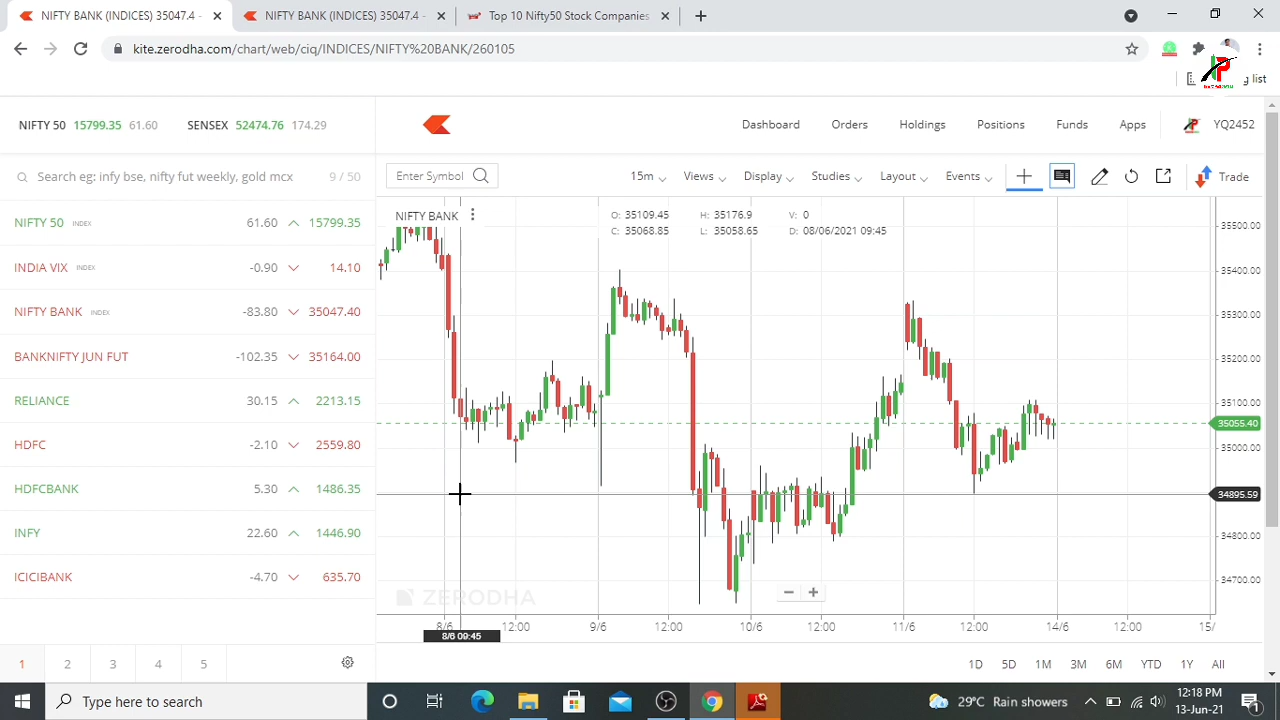 NIFTY BANK (INDICES) 35047.4 -
NIFTY BANK (INDICES) 35047.4 -
Top 10 Nifty50 Stock Companies
kite.zerodha.com/chart/web/ciq/INDICES/NIFTY%20BANK/260105
list
NIFTY 50 15799.35 61.60 SENSEX 52474.76 174.29
Dashboard Orders Holdings Positions Funds Apps YQ2452
Search eg: infy bse, nifty fut weekly, gold mcx 9 / 50
Enter Symbol 15m Views Display Studies Layout Events Trade
NIFTY 50 INDEX 61.60 15799.35
INDIA VIX INDEX -0.90 14.10
NIFTY BANK INDEX -83.80 35047.40
BANKNIFTY JUN FUT -102.35 35164.00
RELIANCE 30.15 2213.15
HDFC -2.10 2559.80
HDFCBANK 5.30 1486.35
INFY 22.60 1446.90
ICICIBANK -4.70 635.70
1 2 3 4 5
NIFTY BANK
O: 35109.45 H: 35176.9 V: 0
C: 35068.85 L: 35058.65 D: 08/06/2021 09:45
35500.00
35400.00
35300.00
35200.00
35100.00
35055.40
35000.00
34895.59
34800.00
34700.00
ZERODHA
8/6 12:00 9/6 12:00 10/6 12:00 11/6 12:00 14/6 12:00 15/
8/6 09:45
1D 5D 1M 3M 6M YTD 1Y All
Type here to search
29°C Rain showers
12:18 PM
13-Jun-21
1